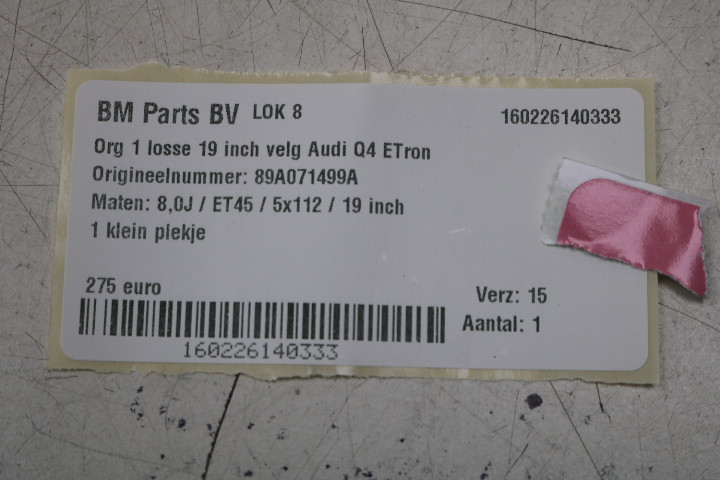 BM Parts BV LOK 8 160226140333
Org 1 losse 19 inch velg Audi Q4 ETron
Origineelnummer: 89A071499A
Maten: 8,0J / ET45 / 5x112 / 19 inch
1 klein plekje
275 euro
Verz: 15
Aantal: 1
160226140333